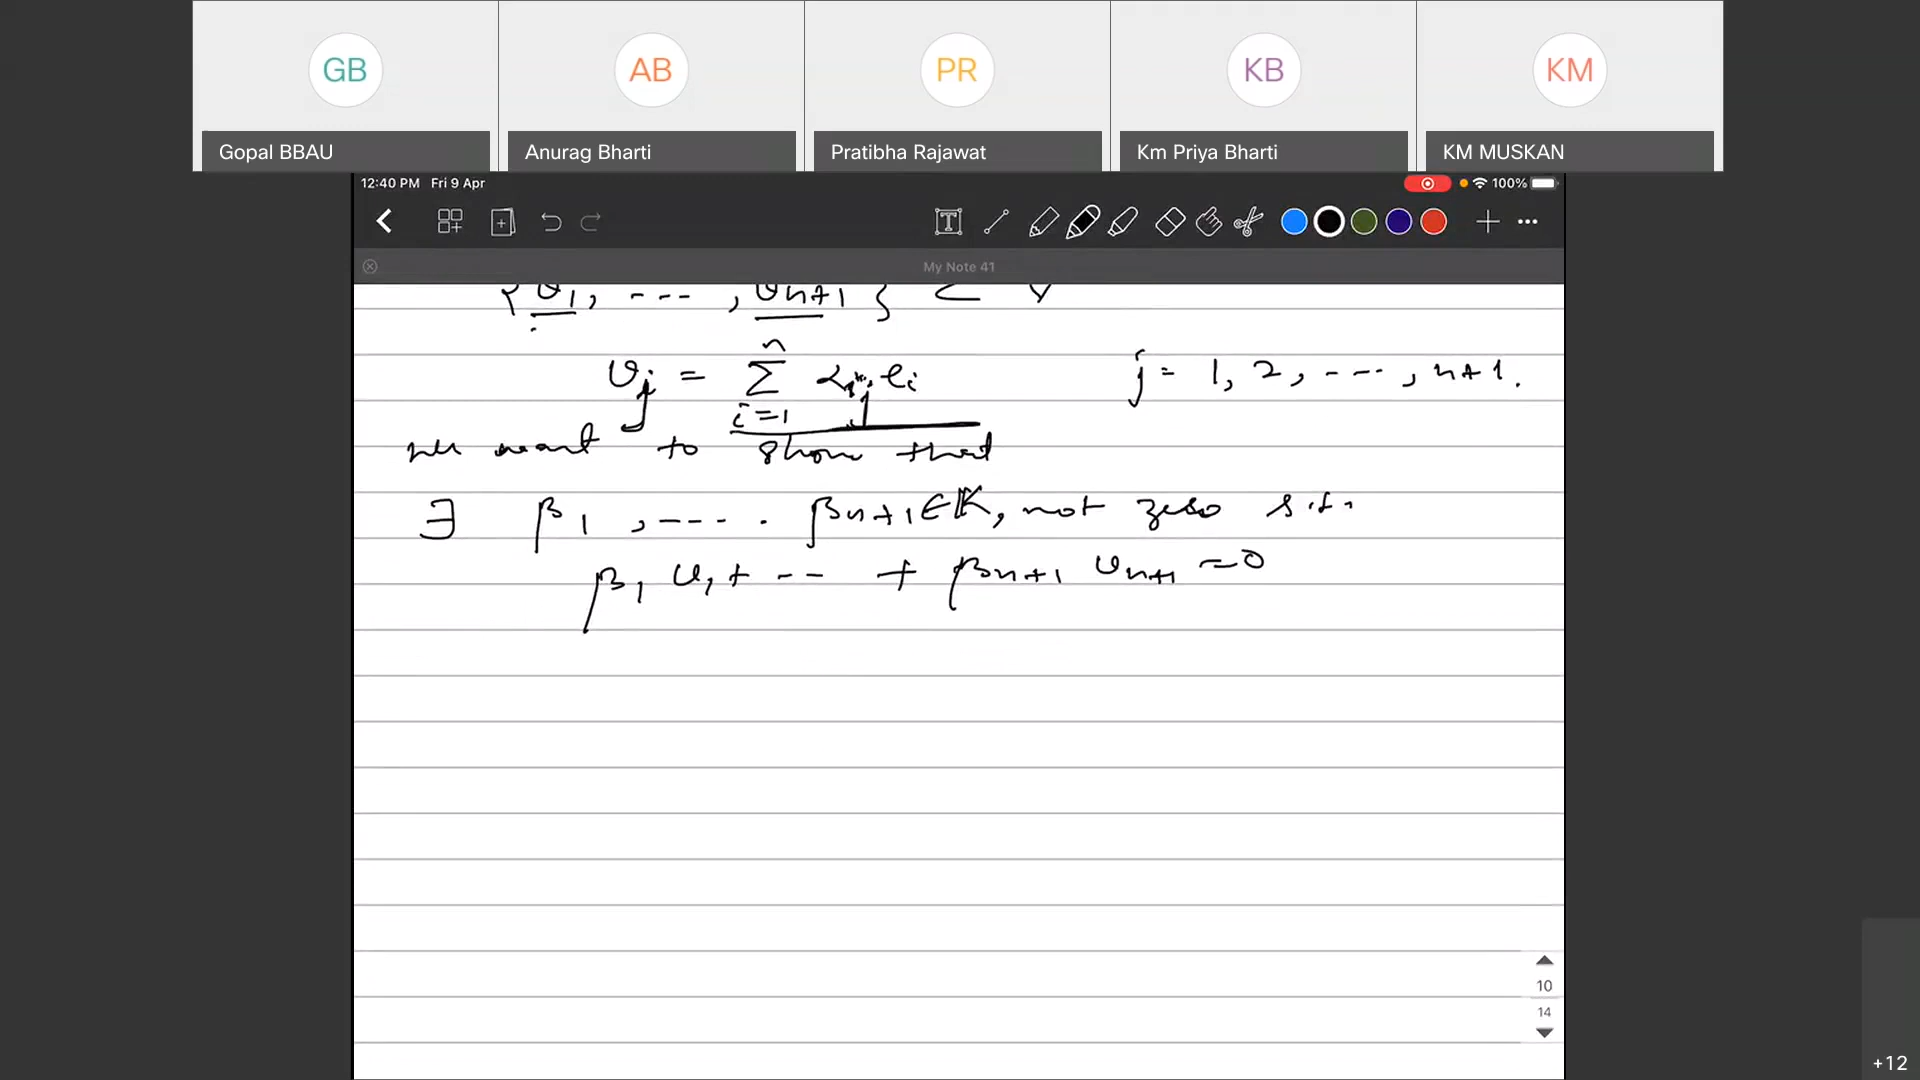 GB AB PR KB KM
Gopal BBAU Anurag Bharti Pratibha Rajawat Km Priya Bharti KM MUSKAN
12:40 PM Fri 9 Apr 100%
T
My Note 41
{ v1, ---- , vn+1 } ⊂ V
vj = n∑i=1 αij ei j = 1, 2, ---- , n+1.
we want to show that
∃ β1 , ---- . βn+1 ∈ K, not zero s.t.
β1 v1 + -- + βn+1 vn+1 = 0
10
14
+12